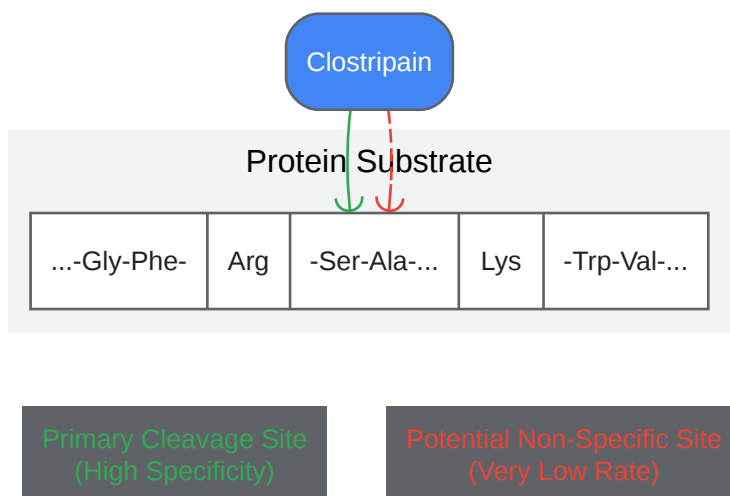 Clostripain
Protein Substrate
...-Gly-Phe- Arg -Ser-Ala-... Lys -Trp-Val-...
Primary Cleavage Site
(High Specificity)
Potential Non-Specific Site
(Very Low Rate)